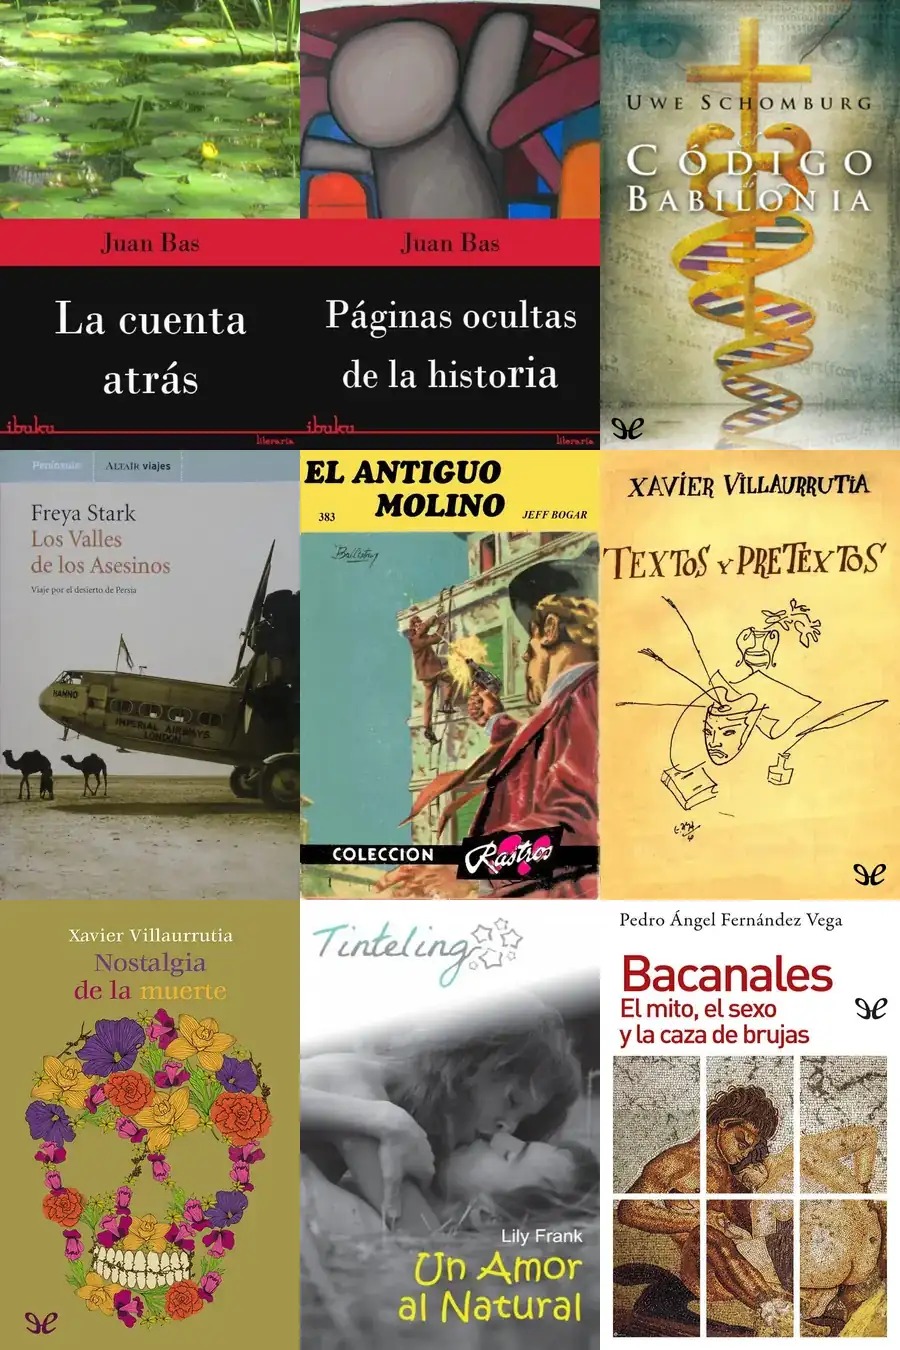 Juan Bas
La cuenta
atrás
ibuku
literaria
Juan Bas
Páginas ocultas
de la historia
ibuku
literaria
UWE SCHOMBURG
el
CÓDIGO
de
BABILONIA
Península
ALTAÏR viajes
Freya Stark
Los Valles
de los Asesinos
Viaje por el desierto de Persia
HANNO
IMPERIAL AIRWAYS
LONDON
EL ANTIGUO
MOLINO
383
JEFF BOGAR
Ballestar
COLECCION
Rastros
XAVIER VILLAURRUTIA
TEXTOS Y PRETEXTOS
Xavier Villaurrutia
Nostalgia
de la muerte
Tinteling
Lily Frank
Un Amor
al Natural
Pedro Ángel Fernández Vega
Bacanales
El mito, el sexo
y la caza de brujas